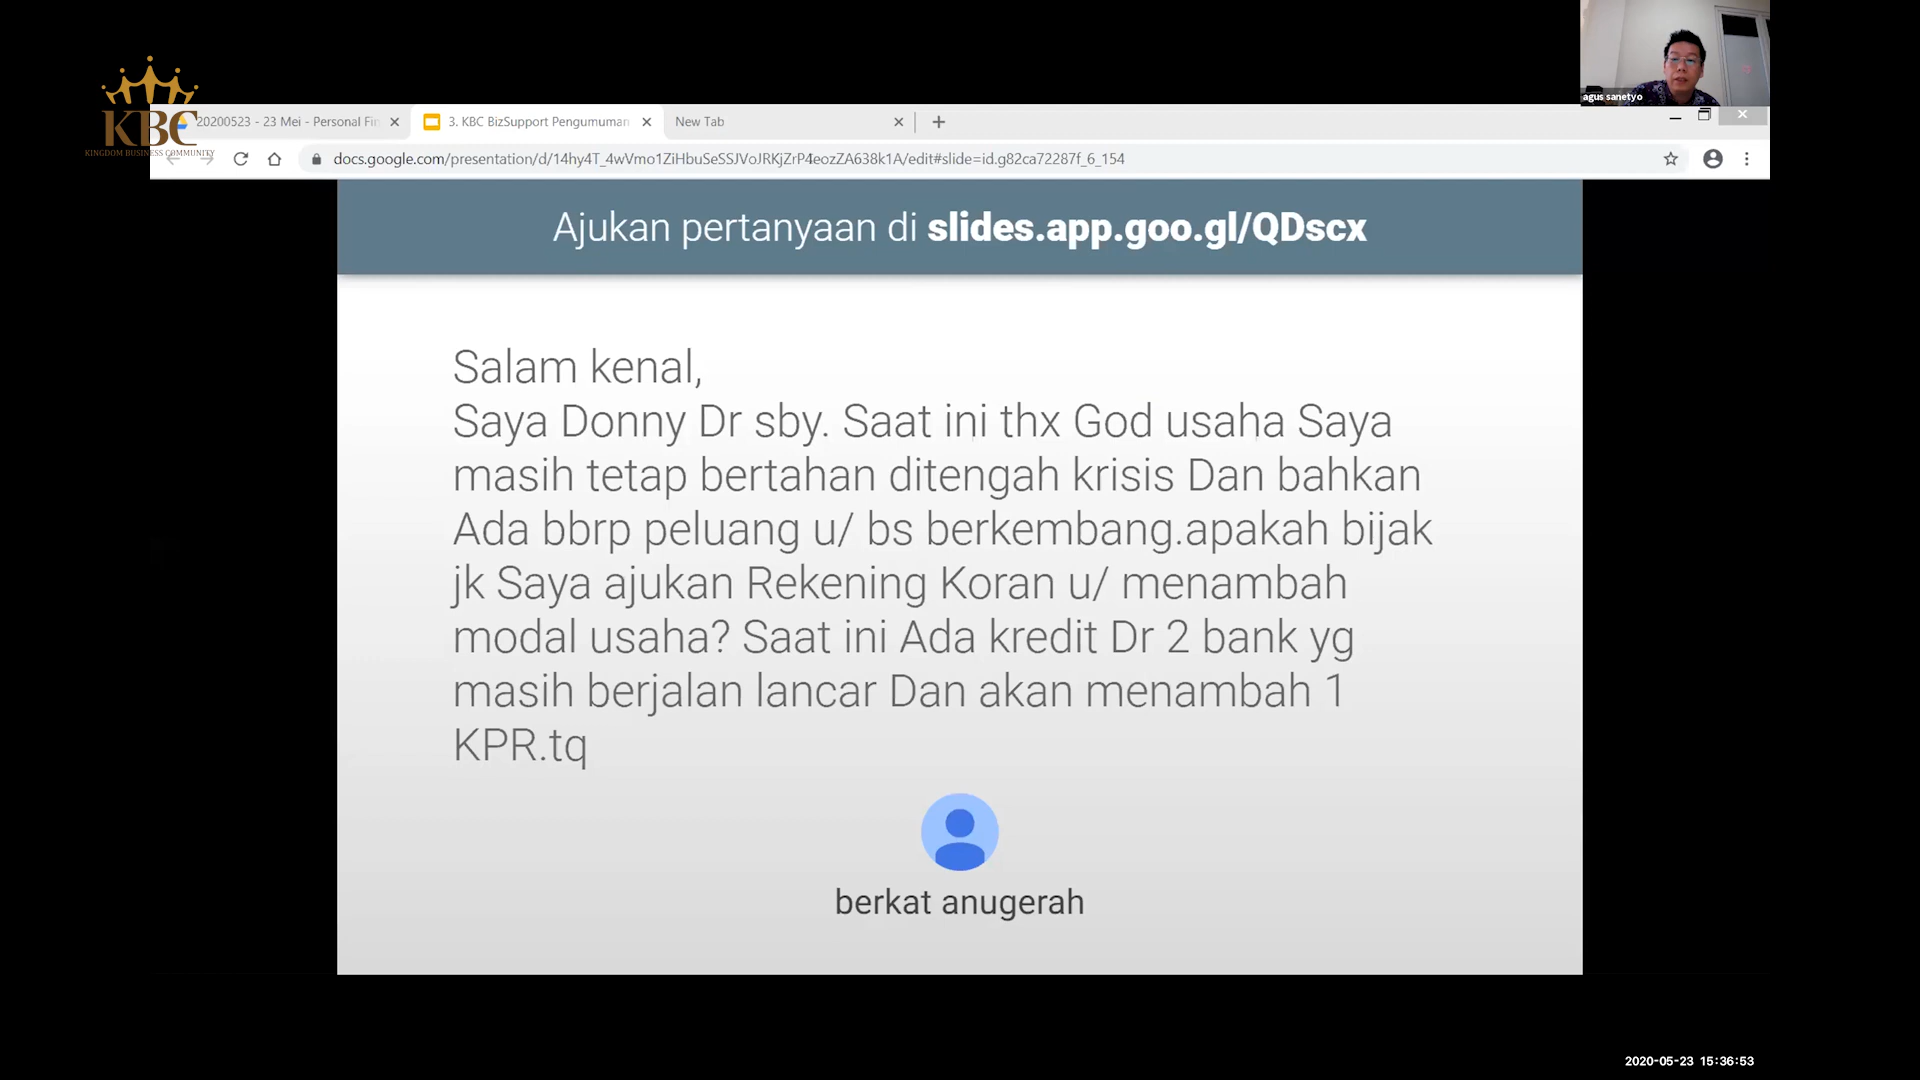 agus sanetyo
KBC
KINGDOM BUSINESS COMMUNITY
20200523 - 23 Mei - Personal Fin
3. KBC BizSupport Pengumuman
New Tab
docs.google.com/presentation/d/14hy4T_4wVmo1ZiHbuSeSSJVoJRKjZrP4eozZA638k1A/edit#slide=id.g82ca72287f_6_154
Ajukan pertanyaan di slides.app.goo.gl/QDscx
Salam kenal,
Saya Donny Dr sby. Saat ini thx God usaha Saya
masih tetap bertahan ditengah krisis Dan bahkan
Ada bbrp peluang u/ bs berkembang.apakah bijak
jk Saya ajukan Rekening Koran u/ menambah
modal usaha? Saat ini Ada kredit Dr 2 bank yg
masih berjalan lancar Dan akan menambah 1
KPR.tq
berkat anugerah
2020-05-23 15:36:53